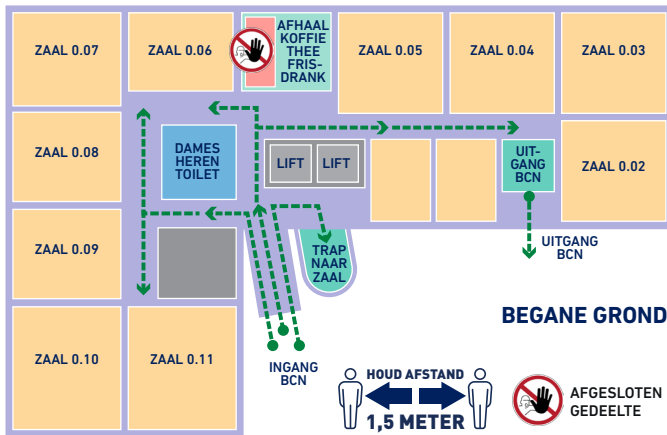 ZAAL 0.07
ZAAL 0.06
AFHAAL
KOFFIE
THEE
FRIS-
DRANK
ZAAL 0.05
ZAAL 0.04
ZAAL 0.03
ZAAL 0.08
DAMES
HEREN
TOILET
LIFT
LIFT
UIT-
GANG
BCN
ZAAL 0.02
ZAAL 0.09
TRAP
NAAR
ZAAL
UITGANG
BCN
BEGANE GROND
ZAAL 0.10
ZAAL 0.11
INGANG
BCN
HOUD AFSTAND
1,5 METER
AFGESLOTEN
GEDEELTE